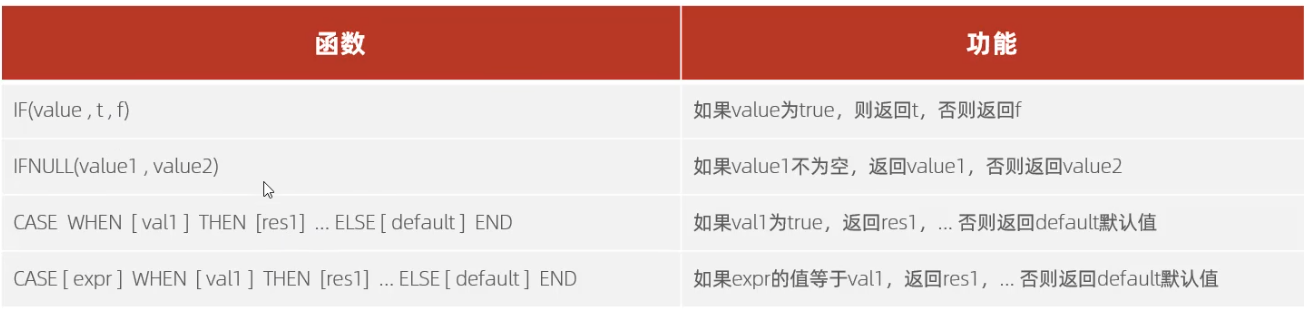 函数 功能
IF(value , t , f) 如果value为true，则返回t，否则返回f
IFNULL(value1 , value2) 如果value1不为空，返回value1，否则返回value2
CASE WHEN [ val1 ] THEN [res1] ... ELSE [ default ] END 如果val1为true，返回res1，... 否则返回default默认值
CASE [ expr ] WHEN [ val1 ] THEN [res1] ... ELSE [ default ] END 如果expr的值等于val1，返回res1，... 否则返回default默认值